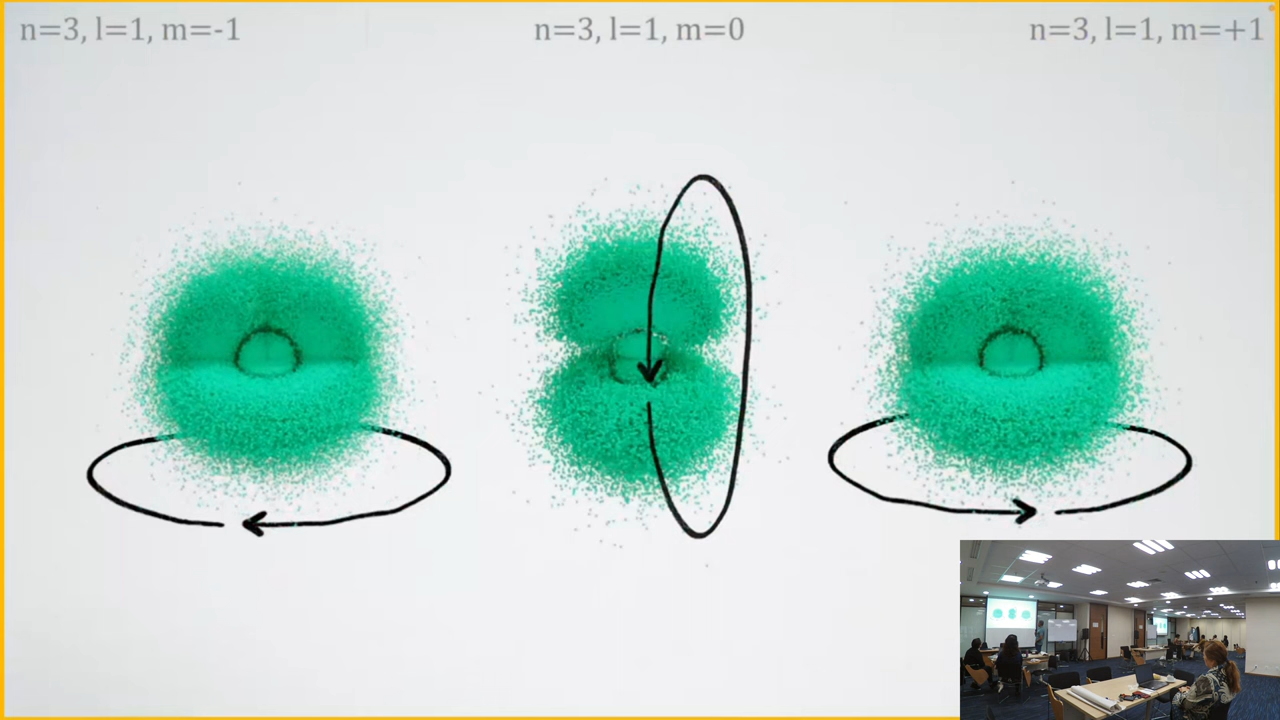 n=3, l=1, m=-1
n=3, l=1, m=0
n=3, l=1, m=+1